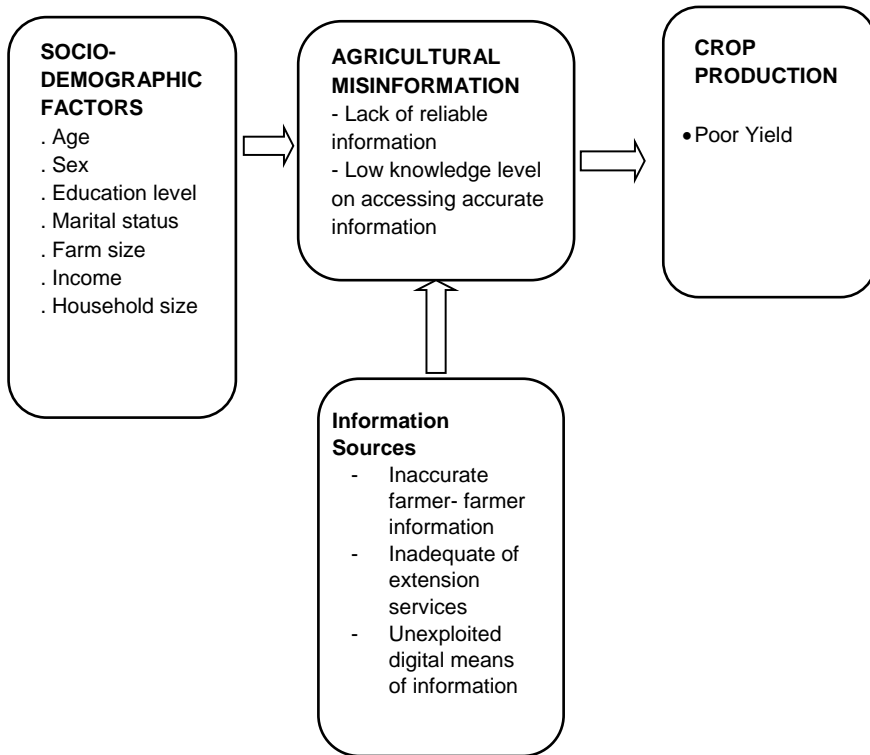 SOCIO-
DEMOGRAPHIC
FACTORS
. Age
. Sex
. Education level
. Marital status
. Farm size
. Income
. Household size
AGRICULTURAL
MISINFORMATION
- Lack of reliable
information
- Low knowledge level
on accessing accurate
information
CROP
PRODUCTION
•Poor Yield
Information
Sources
- Inaccurate
farmer- farmer
information
- Inadequate of
extension
services
- Unexploited
digital means
of information